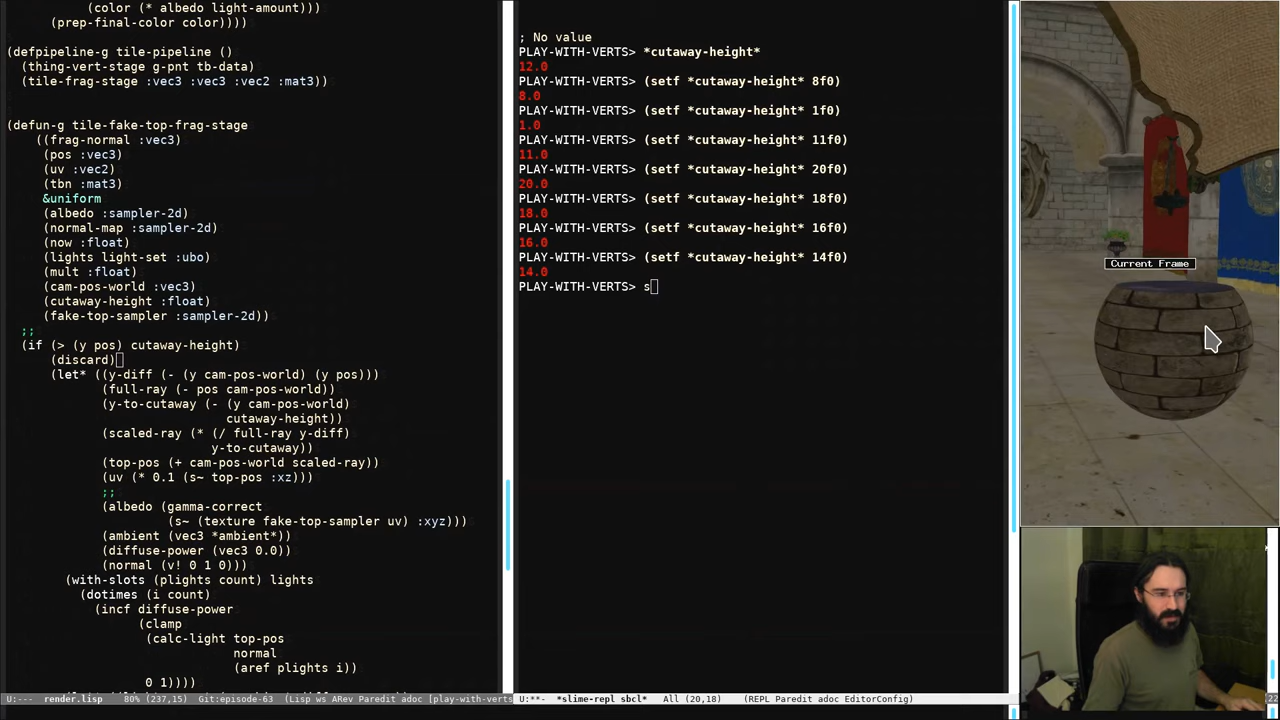 (color (* albedo light-amount)))
(prep-final-color color))))
(defpipeline-g tile-pipeline ()
(thing-vert-stage g-pnt tb-data)
(tile-frag-stage :vec3 :vec3 :vec2 :mat3))
(defun-g tile-fake-top-frag-stage
((frag-normal :vec3)
(pos :vec3)
(uv :vec2)
(tbn :mat3)
&uniform
(albedo :sampler-2d)
(normal-map :sampler-2d)
(now :float)
(lights light-set :ubo)
(mult :float)
(cam-pos-world :vec3)
(cutaway-height :float)
(fake-top-sampler :sampler-2d))
;;
(if (> (y pos) cutaway-height)
(discard)
(let* ((y-diff (- (y cam-pos-world) (y pos)))
(full-ray (- pos cam-pos-world))
(y-to-cutaway (- (y cam-pos-world)
cutaway-height))
(scaled-ray (* (/ full-ray y-diff)
y-to-cutaway))
(top-pos (+ cam-pos-world scaled-ray))
(uv (* 0.1 (s~ top-pos :xz)))
;;
(albedo (gamma-correct
(s~ (texture fake-top-sampler uv) :xyz)))
(ambient (vec3 *ambient*))
(diffuse-power (vec3 0.0))
(normal (v! 0 1 0)))
(with-slots (plights count) lights
(dotimes (i count)
(incf diffuse-power
(clamp
(calc-light top-pos
normal
(aref plights i))
0 1))))
U:--- render.lisp 80% (237,15) Git:episode-63 (Lisp ws ARev Paredit adoc [play-with-verts
; No value
PLAY-WITH-VERTS> *cutaway-height*
12.0
PLAY-WITH-VERTS> (setf *cutaway-height* 8f0)
8.0
PLAY-WITH-VERTS> (setf *cutaway-height* 1f0)
1.0
PLAY-WITH-VERTS> (setf *cutaway-height* 11f0)
11.0
PLAY-WITH-VERTS> (setf *cutaway-height* 20f0)
20.0
PLAY-WITH-VERTS> (setf *cutaway-height* 18f0)
18.0
PLAY-WITH-VERTS> (setf *cutaway-height* 16f0)
16.0
PLAY-WITH-VERTS> (setf *cutaway-height* 14f0)
14.0
PLAY-WITH-VERTS> s
U:**- *slime-repl sbcl* All (20,18) (REPL Paredit adoc EditorConfig)
Current Frame